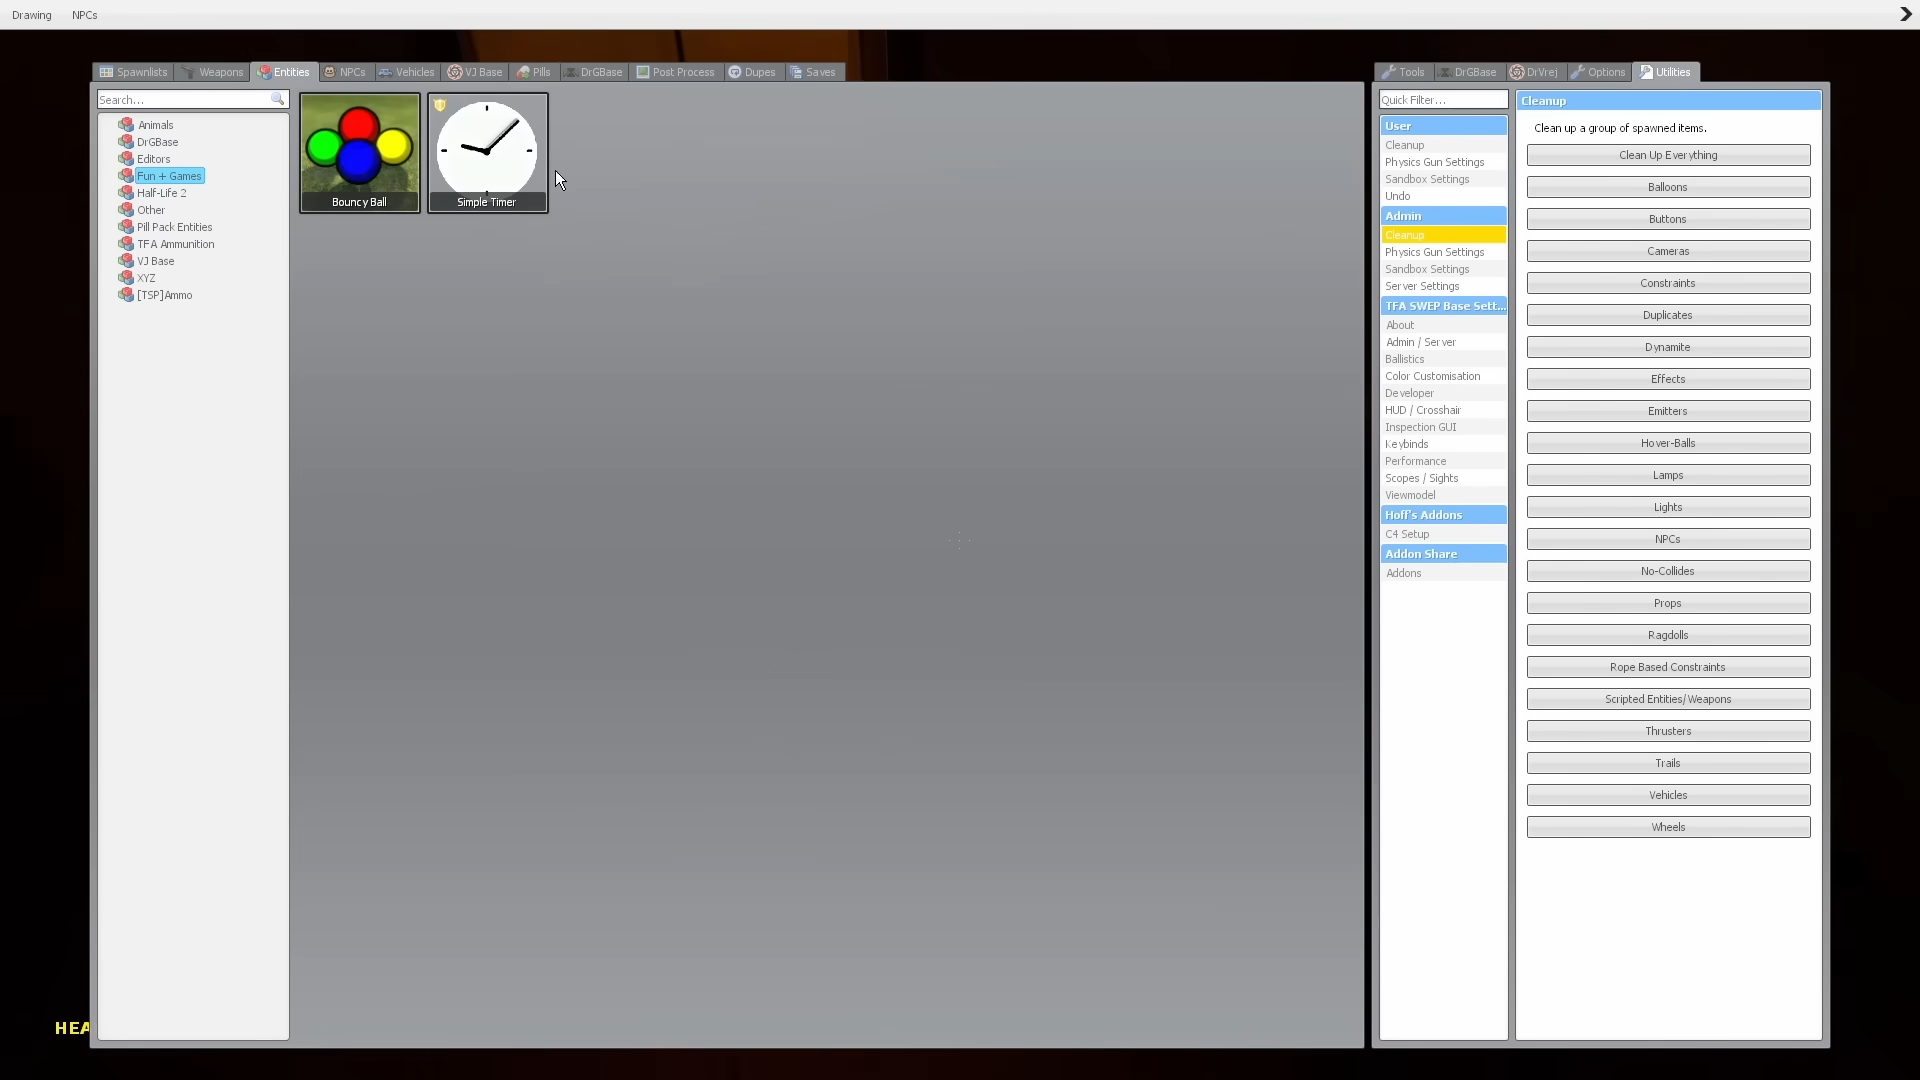 Drawing NPCs
Spawnlists Weapons Entities NPCs Vehicles VJ Base Pills DrGBase Post Process Dupes Saves
Search...
Animals
DrGBase
Editors
Fun + Games
Half-Life 2
Other
Pill Pack Entities
TFA Ammunition
VJ Base
XYZ
[TSP]Ammo
Bouncy Ball
Simple Timer
HEA
Tools DrGBase DrVrej Options Utilities
Quick Filter...
User
Cleanup
Physics Gun Settings
Sandbox Settings
Undo
Admin
Cleanup
Physics Gun Settings
Sandbox Settings
Server Settings
TFA SWEP Base Sett...
About
Admin / Server
Ballistics
Color Customisation
Developer
HUD / Crosshair
Inspection GUI
Keybinds
Performance
Scopes / Sights
Viewmodel
Hoff's Addons
C4 Setup
Addon Share
Addons
Cleanup
Clean up a group of spawned items.
Clean Up Everything
Balloons
Buttons
Cameras
Constraints
Duplicates
Dynamite
Effects
Emitters
Hover-Balls
Lamps
Lights
NPCs
No-Collides
Props
Ragdolls
Rope Based Constraints
Scripted Entities/Weapons
Thrusters
Trails
Vehicles
Wheels